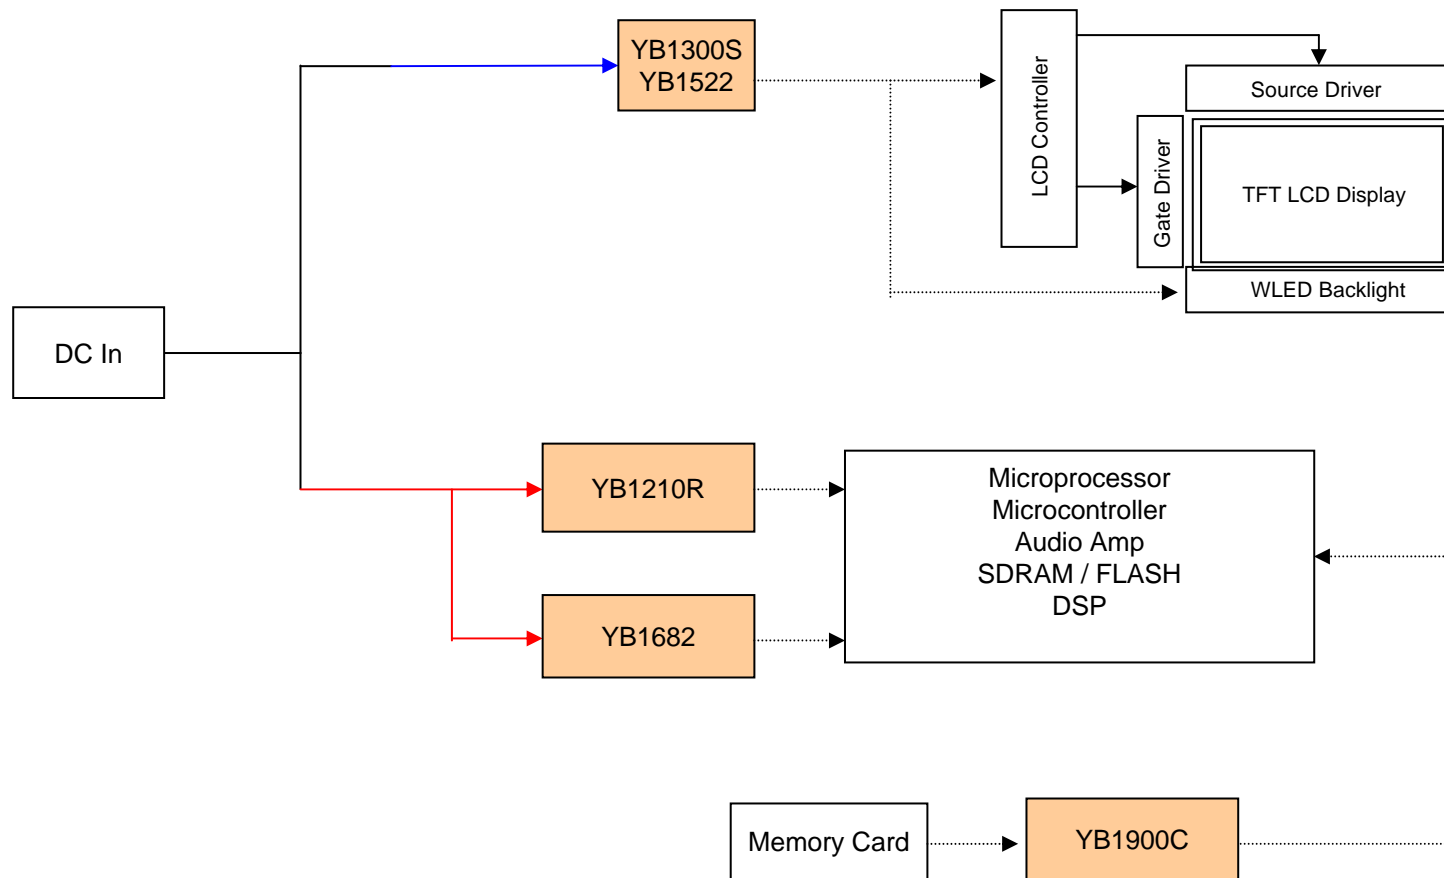 YB1300S
YB1522
LCD Controller
Source Driver
Gate Driver
TFT LCD Display
WLED Backlight
DC In
YB1210R
YB1682
Microprocessor
Microcontroller
Audio Amp
SDRAM / FLASH
DSP
Memory Card
YB1900C